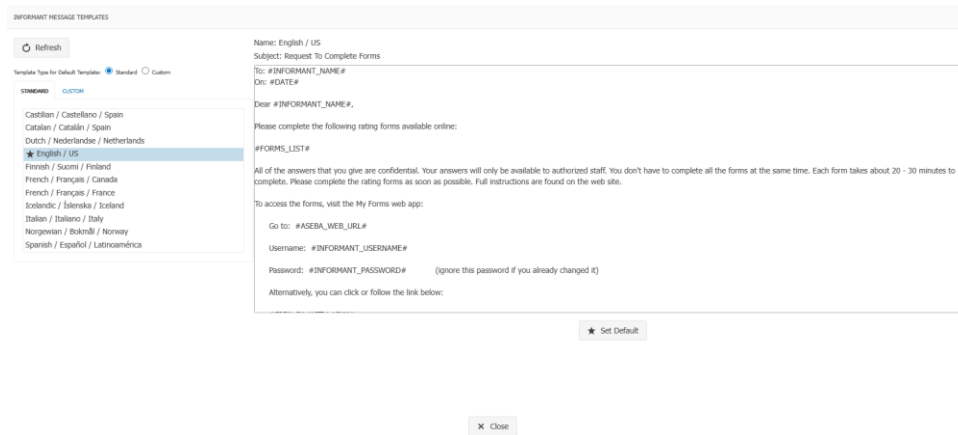 INFORMANT MESSAGE TEMPLATES
Refresh
Template Type for Default Template: Standard Custom
STANDARD CUSTOM
Castilian / Castellano / Spain
Catalan / Catalán / Spain
Dutch / Nederlandse / Netherlands
★ English / US
Finnish / Suomi / Finland
French / Français / Canada
French / Français / France
Icelandic / Íslenska / Iceland
Italian / Italiano / Italy
Norgewian / Bokmål / Norway
Spanish / Español / Latinoamérica
Name: English / US
Subject: Request To Complete Forms
To: #INFORMANT_NAME#
On: #DATE#
Dear #INFORMANT_NAME#,
Please complete the following rating forms available online:
#FORMS_LIST#
All of the answers that you give are confidential. Your answers will only be available to authorized staff. You don't have to complete all the forms at the same time. Each form takes about 20 - 30 minutes to
complete. Please complete the rating forms as soon as possible. Full instructions are found on the web site.
To access the forms, visit the My Forms web app:
Go to: #ASEBA_WEB_URL#
Username: #INFORMANT_USERNAME#
Password: #INFORMANT_PASSWORD# (ignore this password if you already changed it)
Alternatively, you can click or follow the link below:
★ Set Default
✕ Close